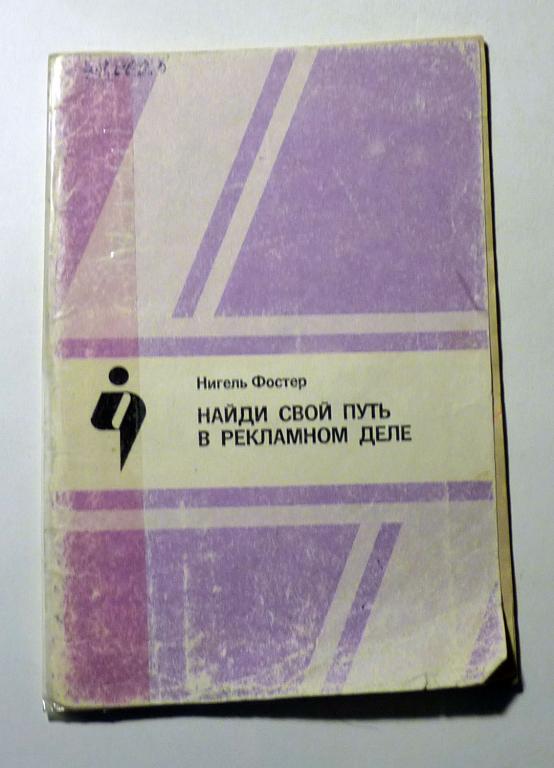 Нигель Фостер
НАЙДИ СВОЙ ПУТЬ
В РЕКЛАМНОМ ДЕЛЕ